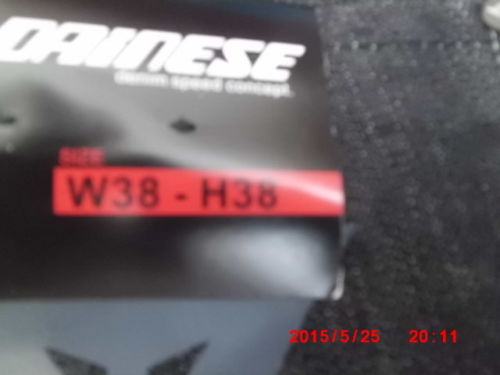 DAINESE
denim speed concept.
SIZE
W38 - H38
2015/5/25 20:11